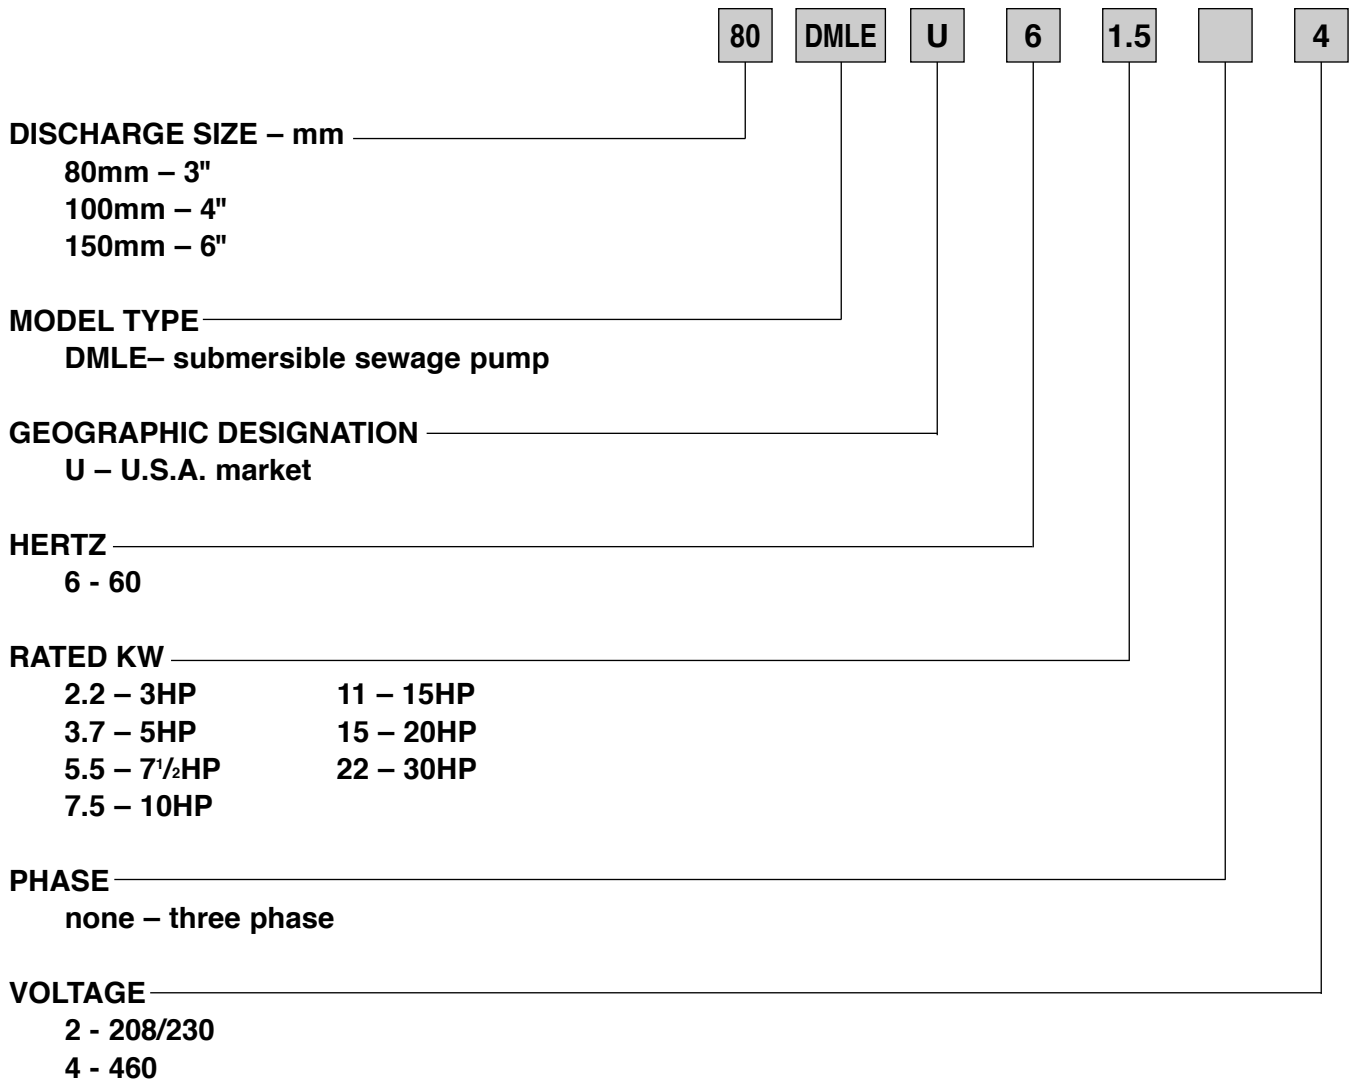 80 DMLE U 6 1.5 4
DISCHARGE SIZE – mm
80mm – 3"
100mm – 4"
150mm – 6"
MODEL TYPE
DMLE– submersible sewage pump
GEOGRAPHIC DESIGNATION
U – U.S.A. market
HERTZ
6 - 60
RATED KW
2.2 – 3HP 11 – 15HP
3.7 – 5HP 15 – 20HP
5.5 – 7½HP 22 – 30HP
7.5 – 10HP
PHASE
none – three phase
VOLTAGE
2 - 208/230
4 - 460